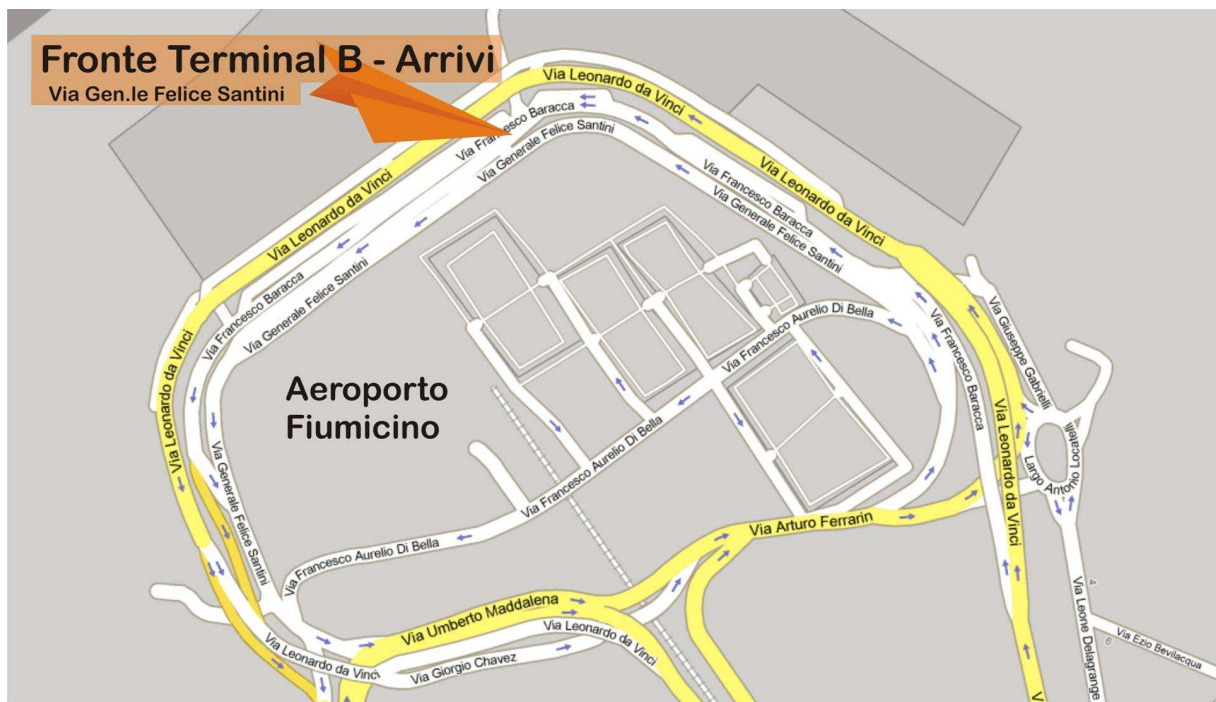 Fronte Terminal B - Arrivi
Via Gen.le Felice Santini
Via Leonardo da Vinci
Via Francesco Baracca
Via Generale Felice Santini
Via Leonardo da Vinci
Via Francesco Baracca
Via Generale Felice Santini
Via Leonardo da Vinci
Via Francesco Baracca
Via Generale Felice Santini
Via Francesco Aurelio Di Bella
Via Francesco Baracca
Via Giuseppe Gabrielli
Via Leonardo da Vinci
Aeroporto
Fiumicino
Via Francesco Aurelio Di Bella
Via Leonardo da Vinci
Largo Antonio Locatelli
Via Generale Felice Santini
Via Arturo Ferrarin
Via Francesco Aurelio Di Bella
Via Umberto Maddalena
Via Leonardo da Vinci
Via Leonardo da Vinci
Via Giorgio Chavez
Via Leone Delagrange
4
6
Via Ezio Bevilacqua
V